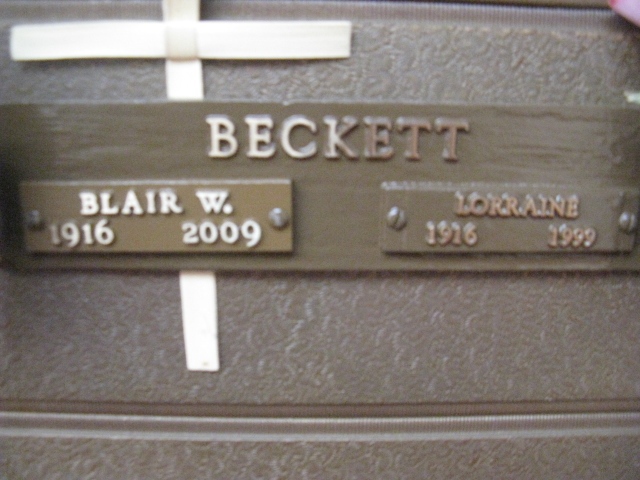 BECKETT
BLAIR W.
1916 2009
LORRAINE
1916 1999